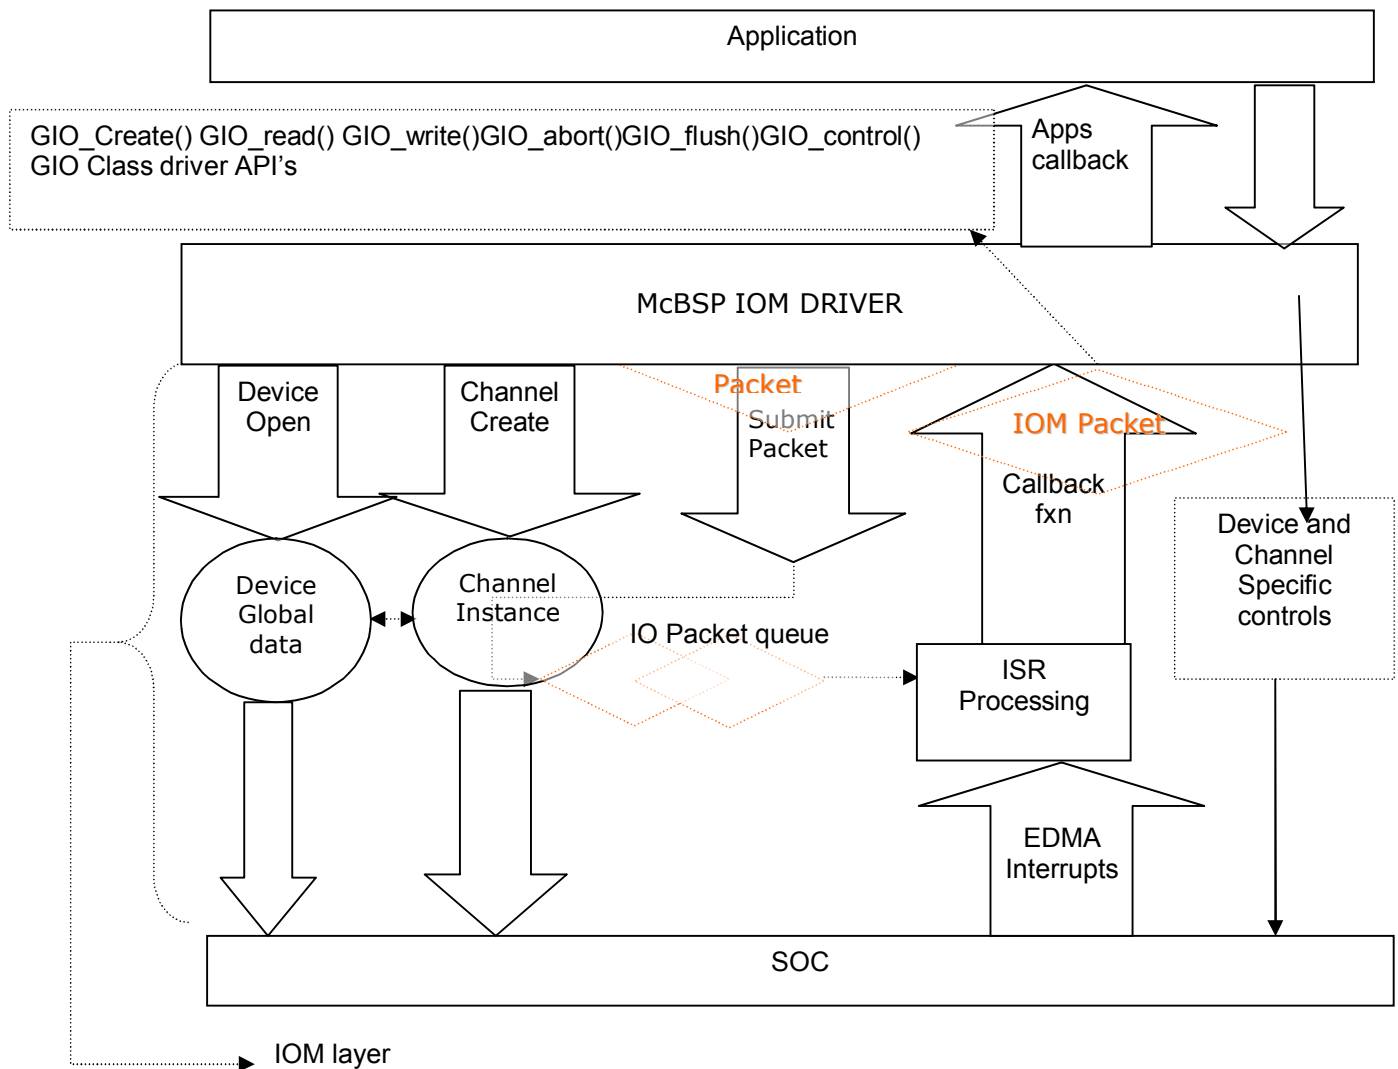 Application
GIO_Create() GIO_read() GIO_write()GIO_abort()GIO_flush()GIO_control()
GIO Class driver API's
Apps
callback
McBSP IOM DRIVER
Device
Open
Channel
Create
Packet
Submit
Packet
IOM Packet
Callback
fxn
Device and
Channel
Specific
controls
Device
Global
data
Channel
Instance
IO Packet queue
ISR
Processing
EDMA
Interrupts
SOC
IOM layer